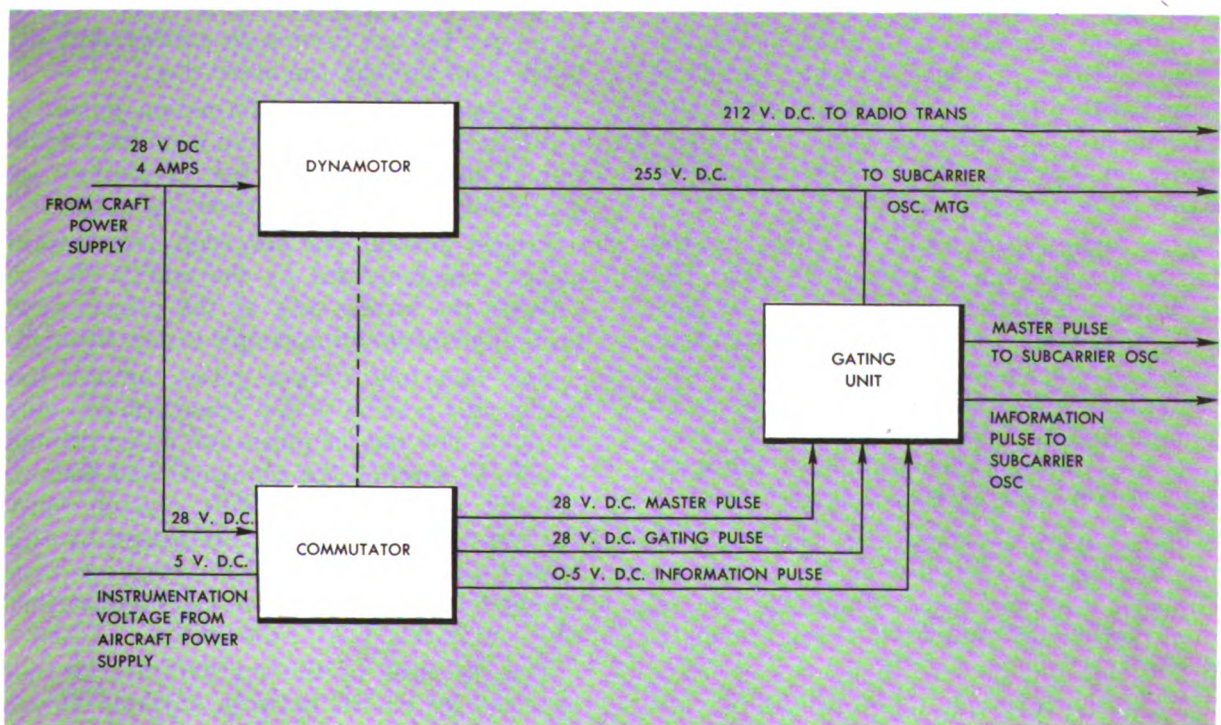 212 V. D.C. TO RADIO TRANS
28 V DC
4 AMPS
DYNAMOTOR
255 V. D.C.
TO SUBCARRIER
OSC. MTG
FROM CRAFT
POWER
SUPPLY
GATING
UNIT
MASTER PULSE
TO SUBCARRIER OSC
IMFORMATION
PULSE TO
SUBCARRIER
OSC
28 V. D.C.
COMMUTATOR
28 V. D.C. MASTER PULSE
28 V. D.C. GATING PULSE
O-5 V. D.C. INFORMATION PULSE
5 V. D.C.
INSTRUMENTATION
VOLTAGE FROM
AIRCRAFT POWER
SUPPLY